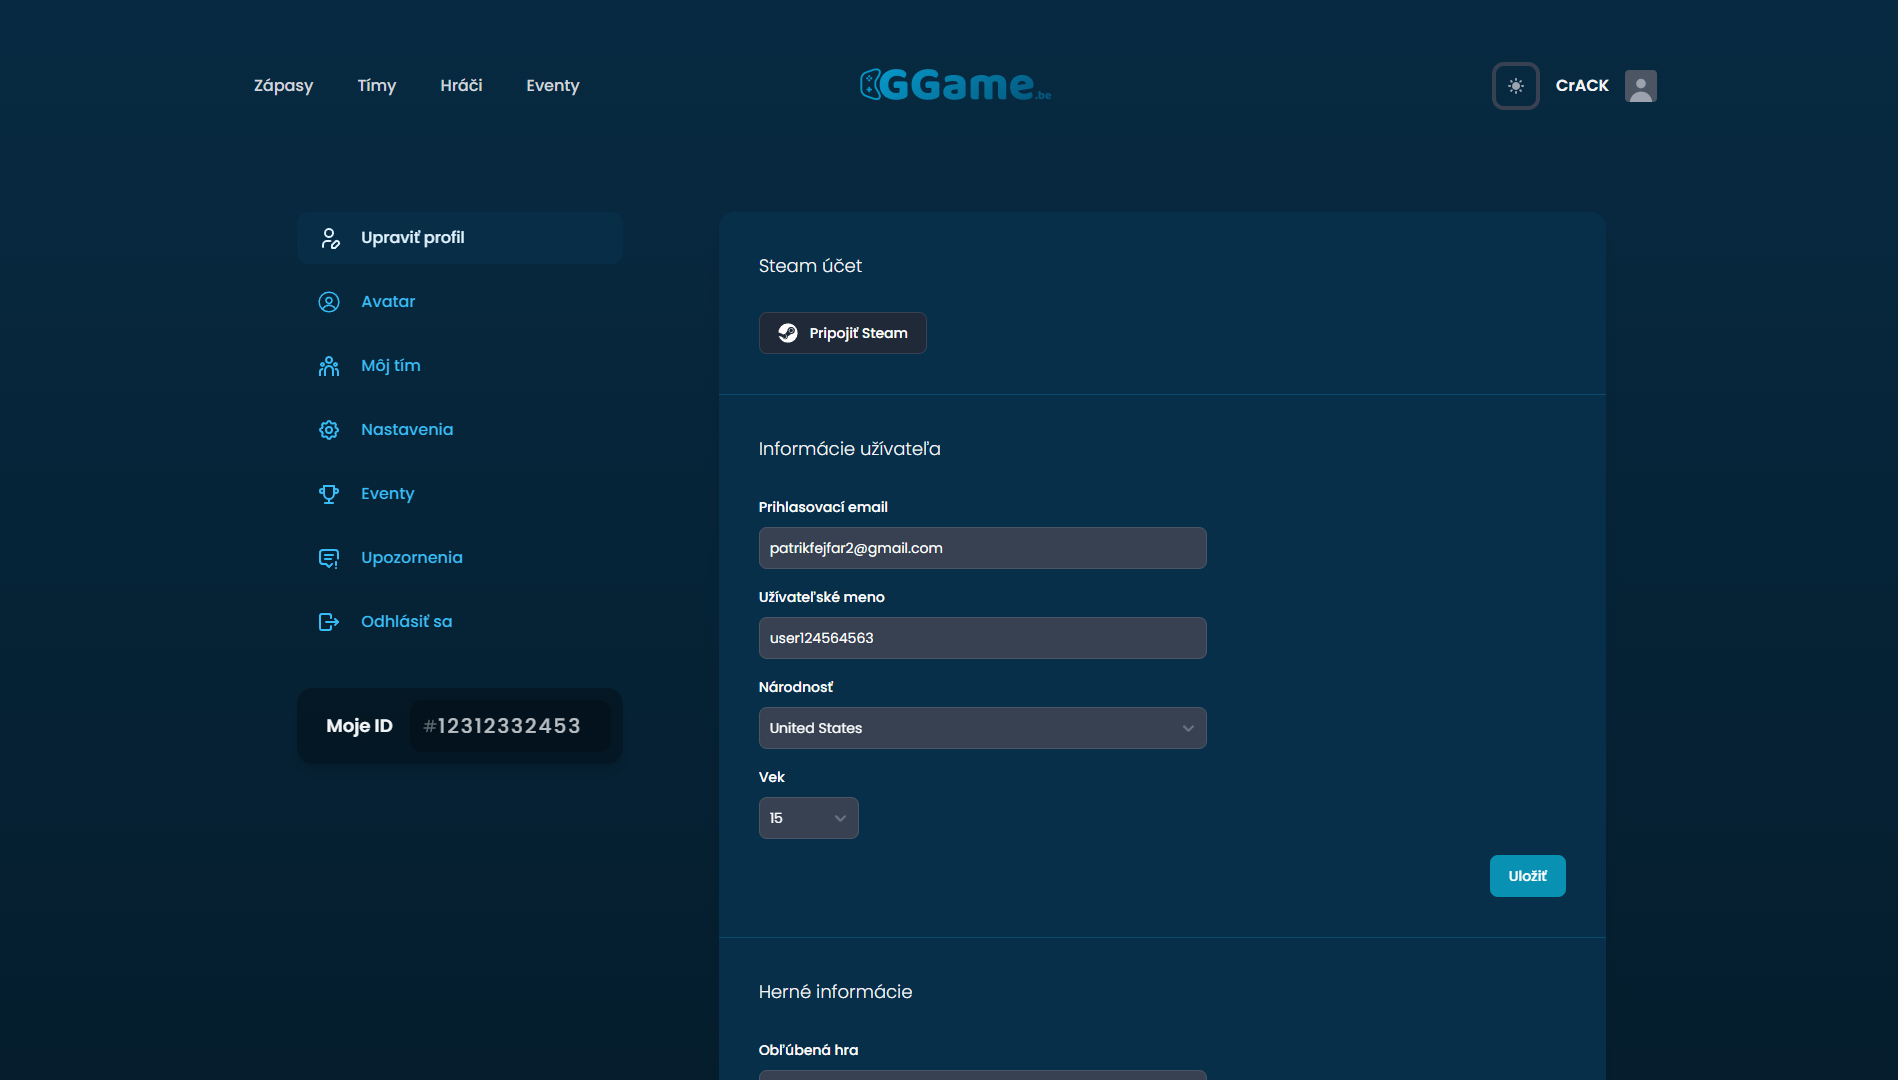 Zápasy Tímy Hráči Eventy
GGame.be
CrACK
Upraviť profil
Avatar
Môj tím
Nastavenia
Eventy
Upozornenia
Odhlásiť sa
Moje ID #12312332453
Steam účet
Pripojiť Steam
Informácie užívateľa
Prihlasovací email
patrikfejfar2@gmail.com
Užívateľské meno
user124564563
Národnosť
United States
Vek
15
Uložiť
Herné informácie
Obľúbená hra